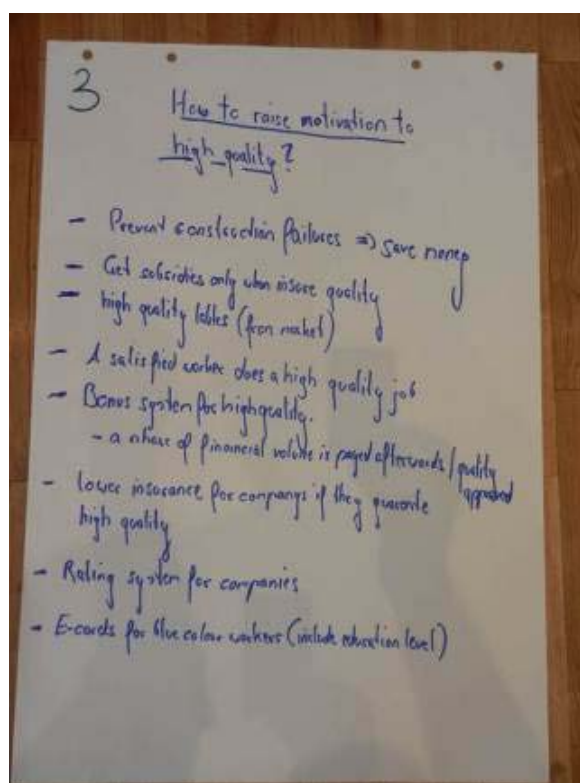 3
How to raise motivation to
high quality?
- Prevent construction failures => save money
- Get subsidies only when insure quality
- high quality lables (from market)
- A satisfied worker does a high quality job
- Bonus system for high quality.
- a share of financial volume is payed afterwords / quality
approved
- lower insurance for companys if they guarante
high quality
- Rating system for companies
- E-cards for blue colour workers (include education level)